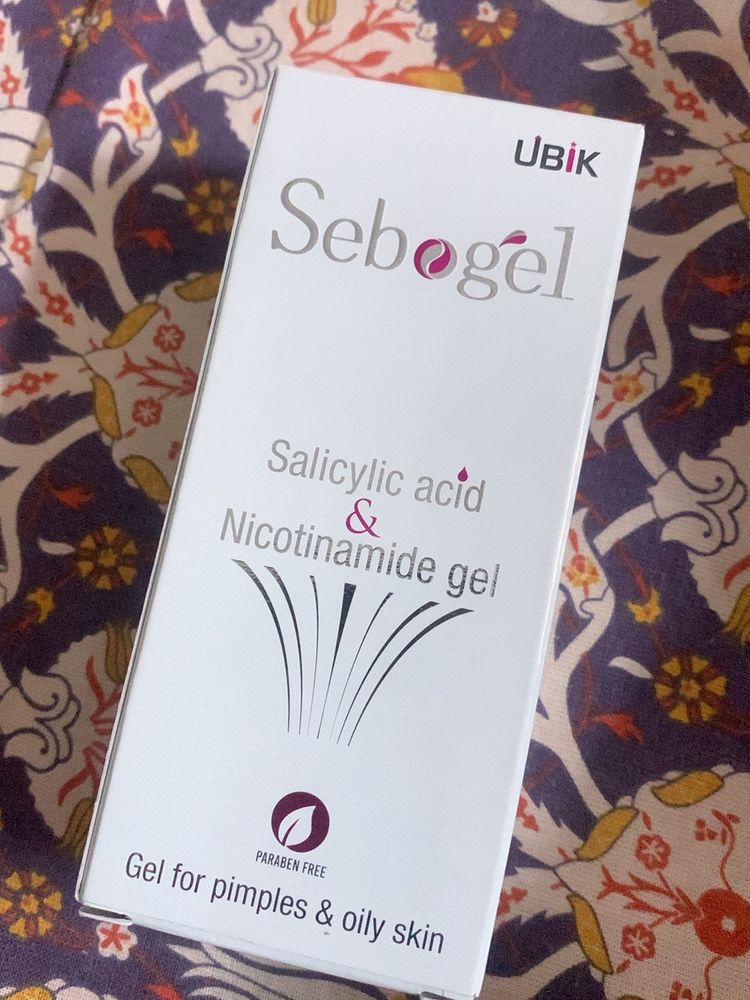 UBIK
Sebogel
Salicylic acid
&
Nicotinamide gel
PARABEN FREE
Gel for pimples & oily skin